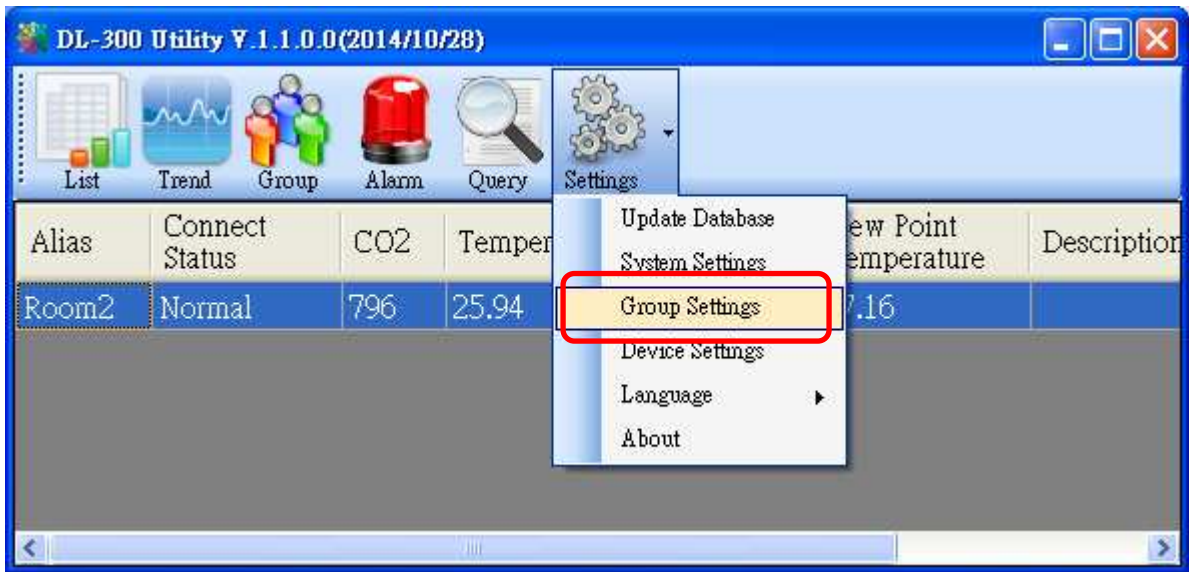 DL-300 Utility V.1.1.0.0(2014/10/28)
List Trend Group Alarm Query Settings
Update Database
System Settings
Group Settings
Device Settings
Language
About
Alias Connect Status CO2 Temper ew Point emperature Description
Room2 Normal 796 25.94 7.16